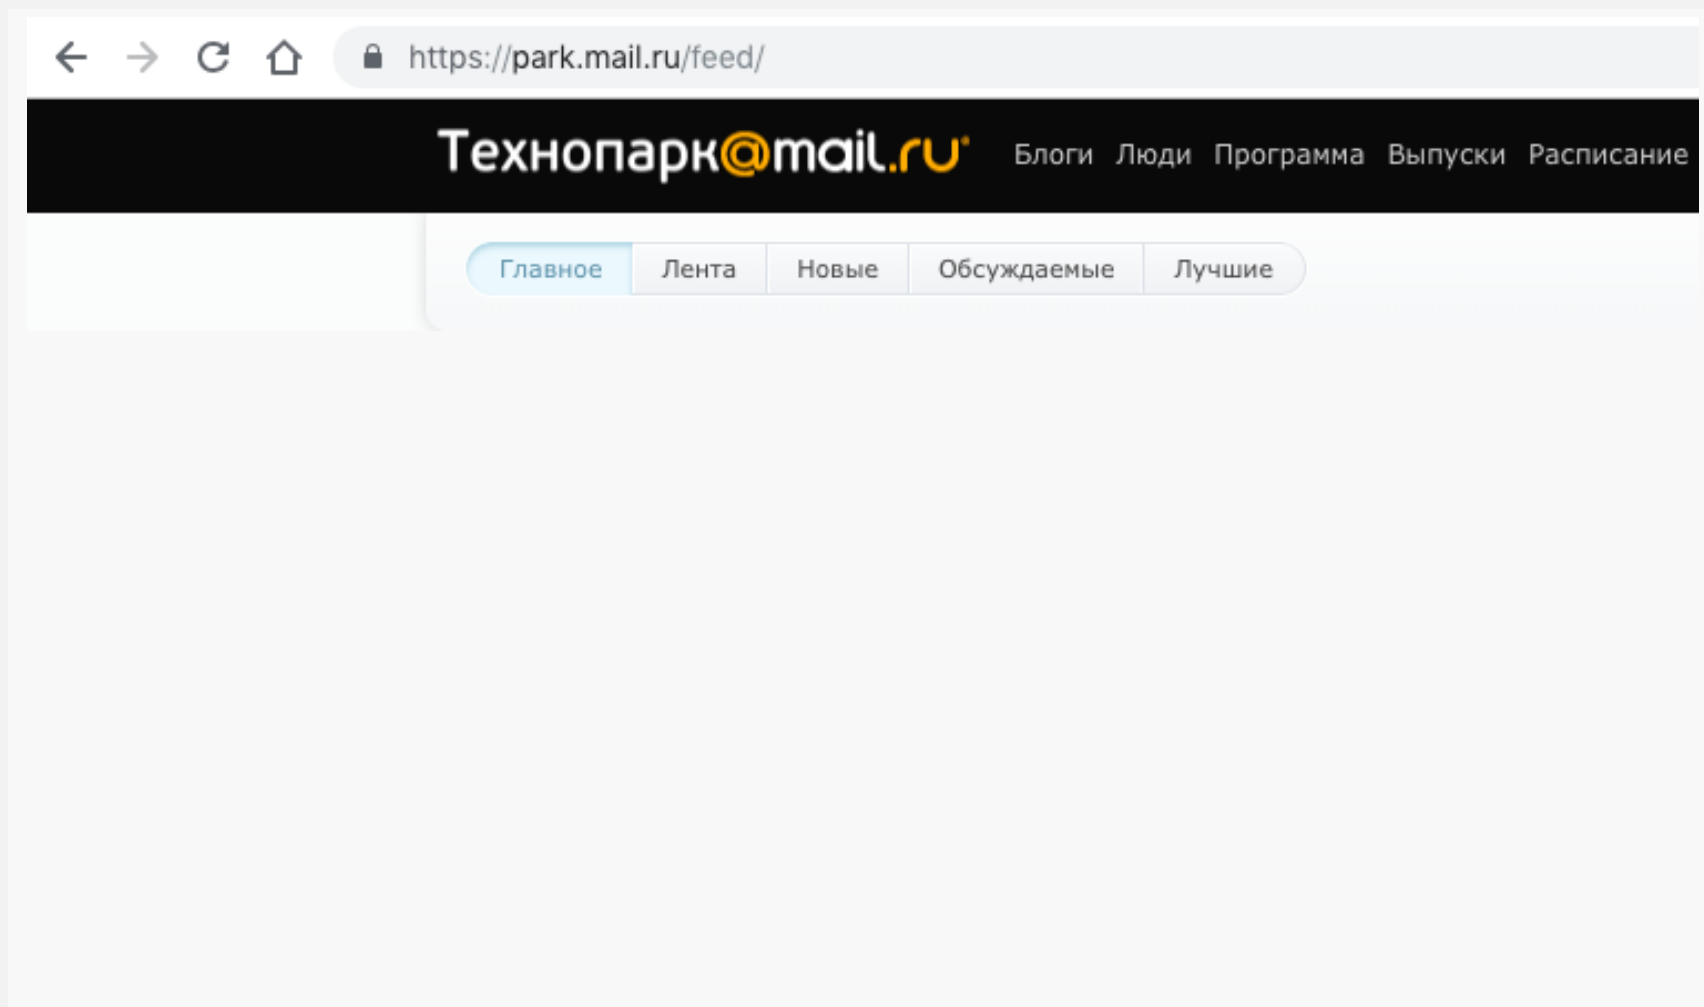 https://park.mail.ru/feed/
Технопарк@mail.ru Блоги Люди Программа Выпуски Расписание
Главное Лента Новые Обсуждаемые Лучшие